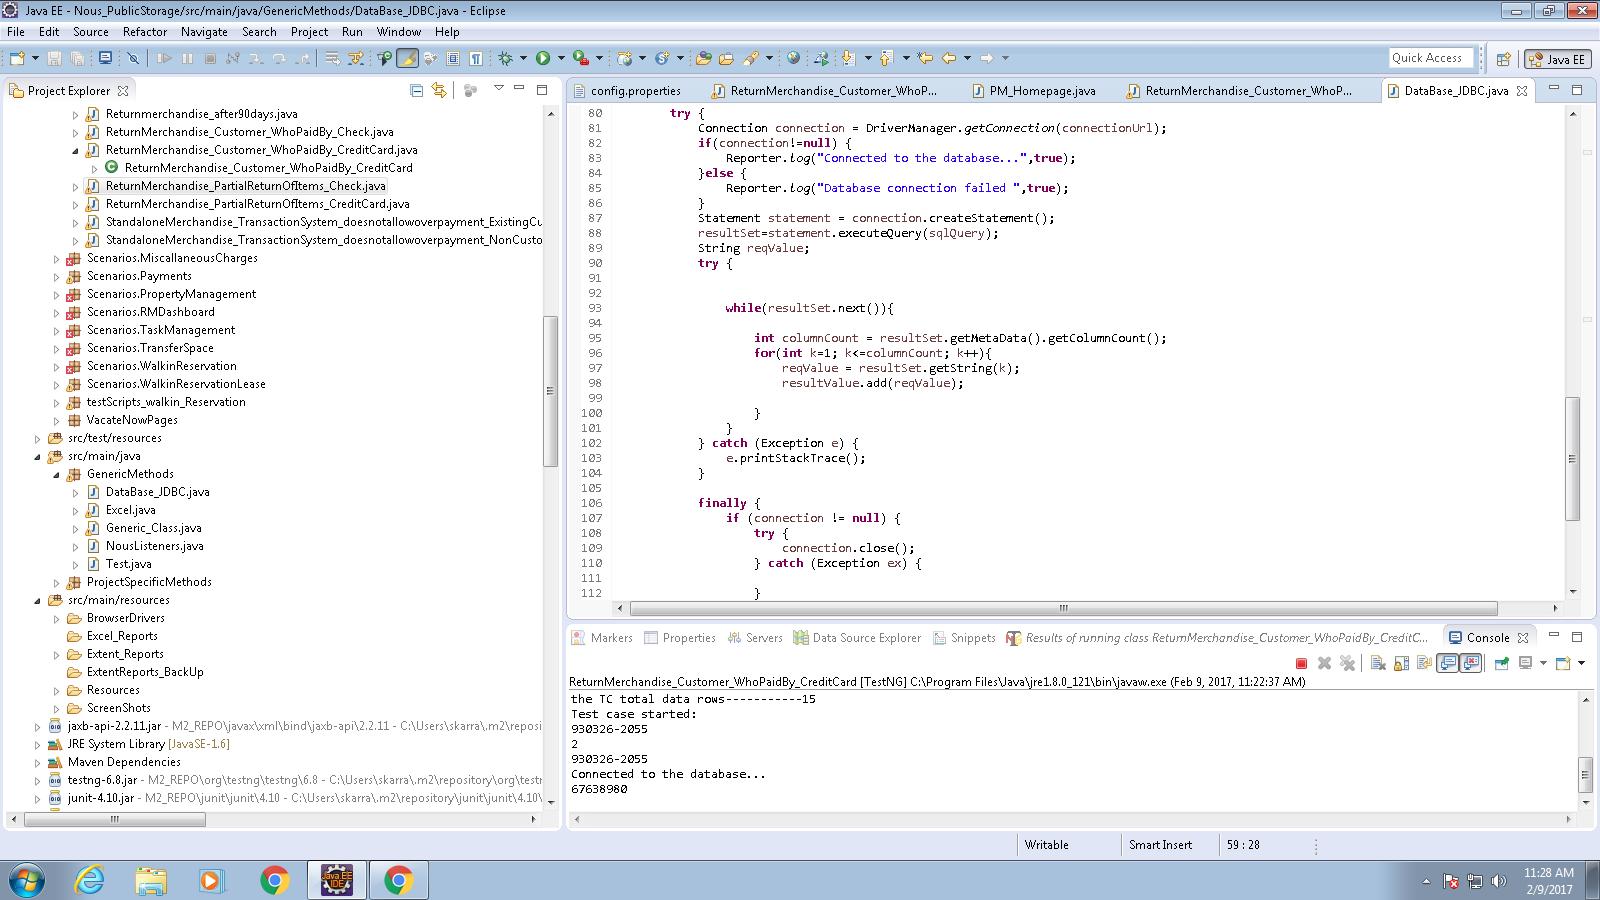 Java EE - Nous_PublicStorage/src/main/java/GenericMethods/DataBase_JDBC.java - Eclipse
File Edit Source Refactor Navigate Search Project Run Window Help
Quick Access
Java EE
Project Explorer
Returnmerchandise_after90days.java
ReturnMerchandise_Customer_WhoPaidBy_Check.java
ReturnMerchandise_Customer_WhoPaidBy_CreditCard.java
ReturnMerchandise_Customer_WhoPaidBy_CreditCard
ReturnMerchandise_PartialReturnOfItems_Check.java
ReturnMerchandise_PartialReturnOfItems_CreditCard.java
StandaloneMerchandise_TransactionSystem_doesnotallowoverpayment_ExistingCu
StandaloneMerchandise_TransactionSystem_doesnotallowoverpayment_NonCusto
Scenarios.MiscallaneousCharges
Scenarios.Payments
Scenarios.PropertyManagement
Scenarios.RMDashboard
Scenarios.TaskManagement
Scenarios.TransferSpace
Scenarios.WalkinReservation
Scenarios.WalkinReservationLease
testScripts_walkin_Reservation
VacateNowPages
src/test/resources
src/main/java
GenericMethods
DataBase_JDBC.java
Excel.java
Generic_Class.java
NousListeners.java
Test.java
ProjectSpecificMethods
src/main/resources
BrowserDrivers
Excel_Reports
Extent_Reports
ExtentReports_BackUp
Resources
ScreenShots
jaxb-api-2.2.11.jar - M2_REPO\javax\xml\bind\jaxb-api\2.2.11 - C:\Users\skarra\.m2\reposi
JRE System Library [JavaSE-1.6]
Maven Dependencies
testng-6.8.jar - M2_REPO\org\testng\testng\6.8 - C:\Users\skarra\.m2\repository\org\testr
junit-4.10.jar - M2_REPO\junit\junit\4.10 - C:\Users\skarra\.m2\repository\junit\junit\4.10\
config.properties
ReturnMerchandise_Customer_WhoP...
PM_Homepage.java
ReturnMerchandise_Customer_WhoP...
DataBase_JDBC.java
80 try {
81 Connection connection = DriverManager.getConnection(connectionUrl);
82 if(connection!=null) {
83 Reporter.log("Connected to the database...",true);
84 }else {
85 Reporter.log("Database connection failed ",true);
86 }
87 Statement statement = connection.createStatement();
88 resultSet=statement.executeQuery(sqlQuery);
89 String reqValue;
90 try {
91
92
93 while(resultSet.next()){
94
95 int columnCount = resultSet.getMetaData().getColumnCount();
96 for(int k=1; k<=columnCount; k++){
97 reqValue = resultSet.getString(k);
98 resultValue.add(reqValue);
99
100 }
101 }
102 } catch (Exception e) {
103 e.printStackTrace();
104 }
105
106 finally {
107 if (connection != null) {
108 try {
109 connection.close();
110 } catch (Exception ex) {
111
112 }
Markers Properties Servers Data Source Explorer Snippets Results of running class ReturnMerchandise_Customer_WhoPaidBy_CreditC... Console
ReturnMerchandise_Customer_WhoPaidBy_CreditCard [TestNG] C:\Program Files\Java\jre1.8.0_121\bin\javaw.exe (Feb 9, 2017, 11:22:37 AM)
the TC total data rows-----------15
Test case started:
930326-2055
2
930326-2055
Connected to the database...
67638980
Writable Smart Insert 59 : 28
11:28 AM
2/9/2017